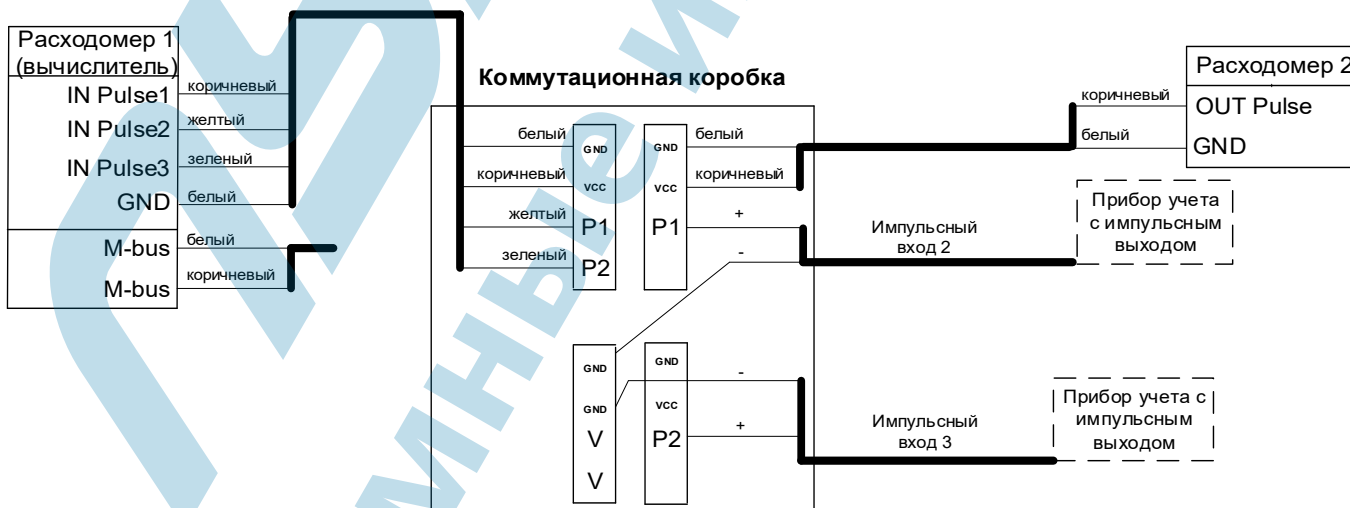 Расходомер 1
(вычислитель)
IN Pulse1
коричневый
IN Pulse2
желтый
IN Pulse3
зеленый
GND
белый
M-bus
белый
M-bus
коричневый
Коммутационная коробка
белый
GND
коричневый
VCC
желтый
P1
зеленый
P2
GND
белый
VCC
коричневый
P1
+
-
GND
GND
V
V
GND
-
VCC
P2
+
Импульсный
вход 2
Импульсный
вход 3
Расходомер 2
коричневый
OUT Pulse
белый
GND
Прибор учета
с импульсным
выходом
Прибор учета с
импульсным
выходом